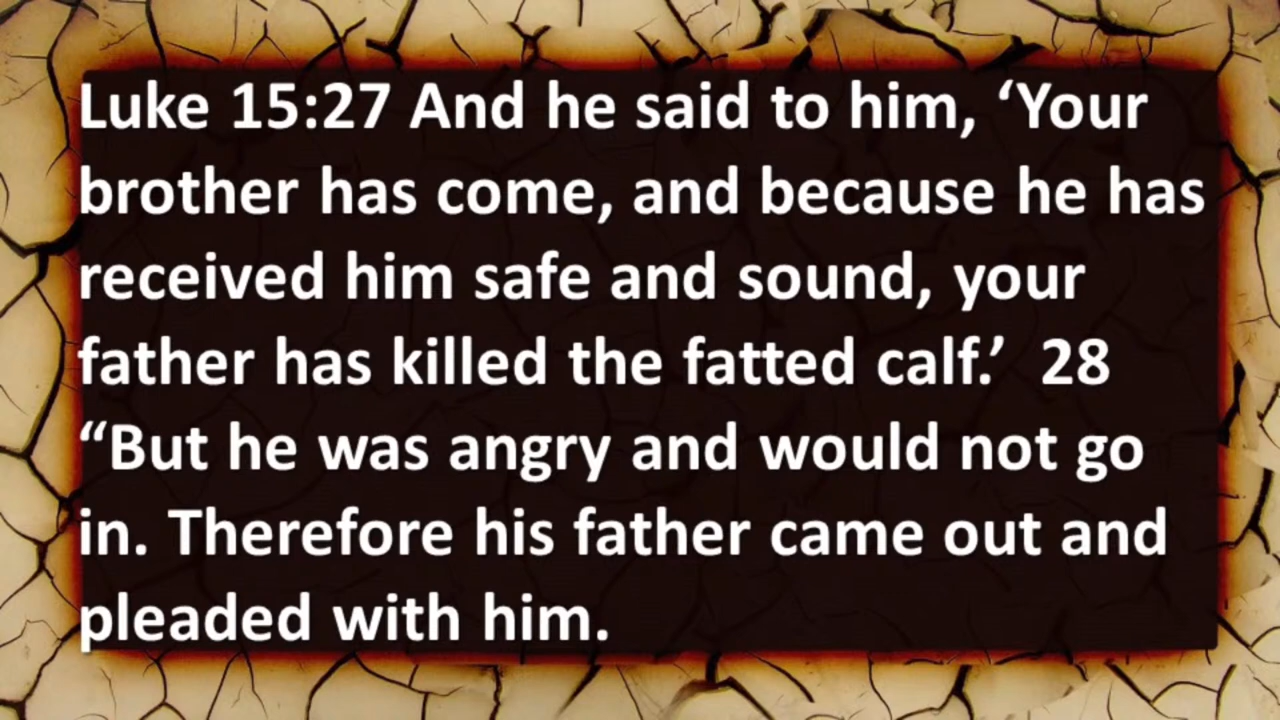 Luke 15:27 And he said to him, ‘Your
brother has come, and because he has
received him safe and sound, your
father has killed the fatted calf.’  28
“But he was angry and would not go
in. Therefore his father came out and
pleaded with him.